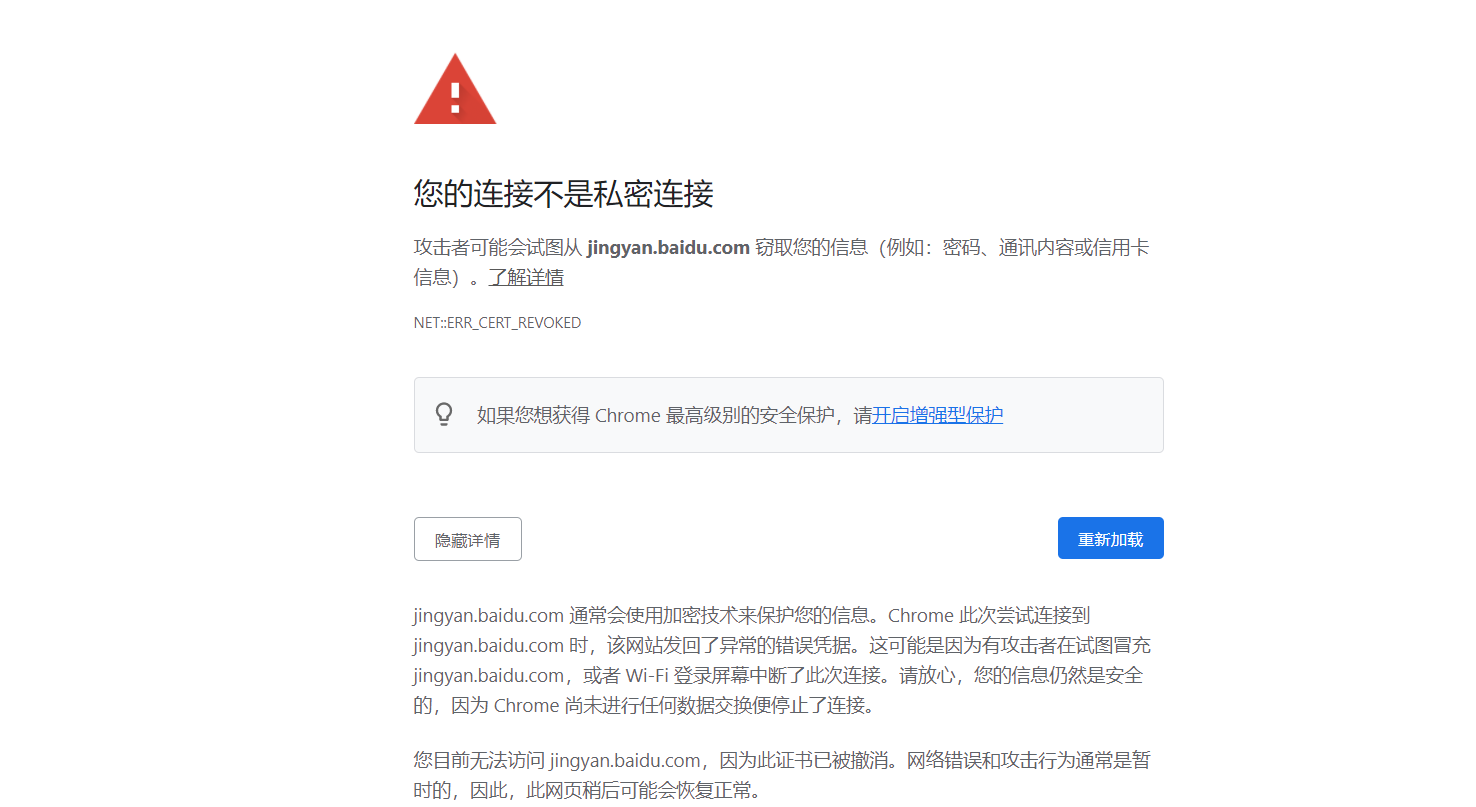 您的连接不是私密连接
攻击者可能会试图从 jingyan.baidu.com 窃取您的信息（例如：密码、通讯内容或信用卡
信息）。了解详情
NET::ERR_CERT_REVOKED
如果您想获得 Chrome 最高级别的安全保护，请开启增强型保护
隐藏详情
重新加载
jingyan.baidu.com 通常会使用加密技术来保护您的信息。Chrome 此次尝试连接到
jingyan.baidu.com 时，该网站发回了异常的错误凭据。这可能是因为有攻击者在试图冒充
jingyan.baidu.com，或者 Wi-Fi 登录屏幕中断了此次连接。请放心，您的信息仍然是安全
的，因为 Chrome 尚未进行任何数据交换便停止了连接。
您目前无法访问 jingyan.baidu.com，因为此证书已被撤消。网络错误和攻击行为通常是暂
时的，因此，此网页稍后可能会恢复正常。